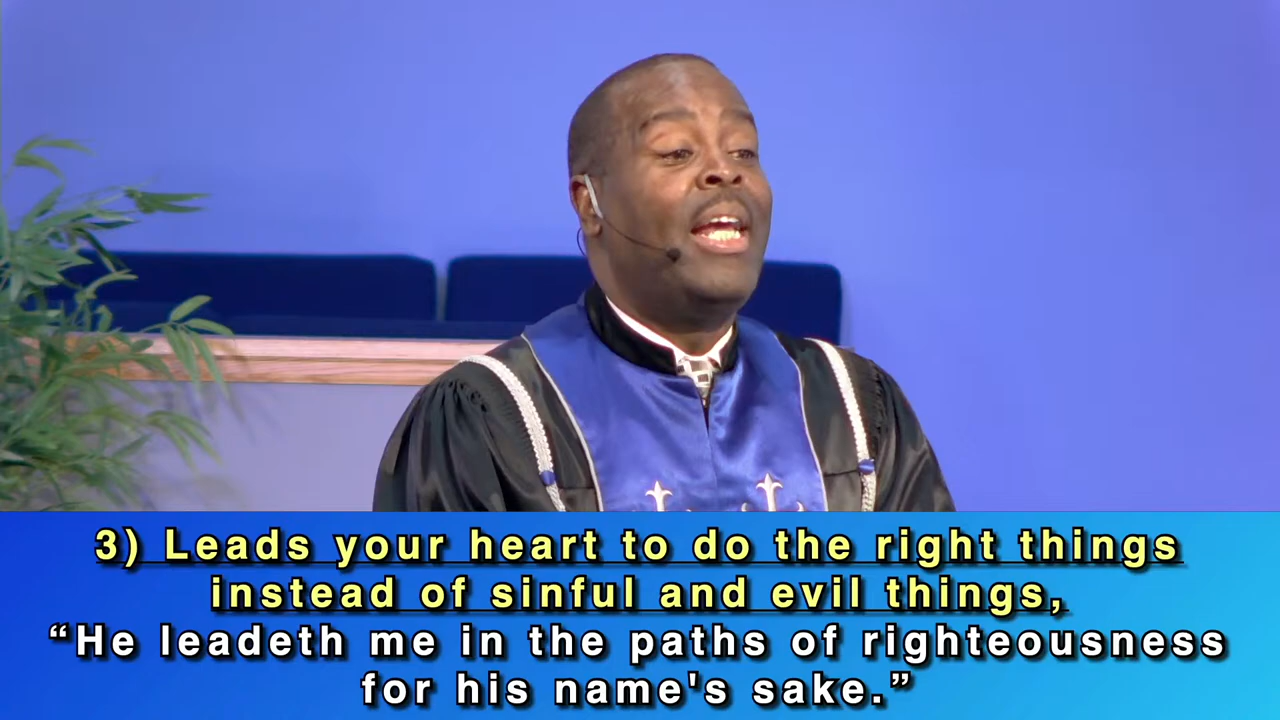 3) Leads your heart to do the right things
instead of sinful and evil things,
“He leadeth me in the paths of righteousness
for his name's sake.”